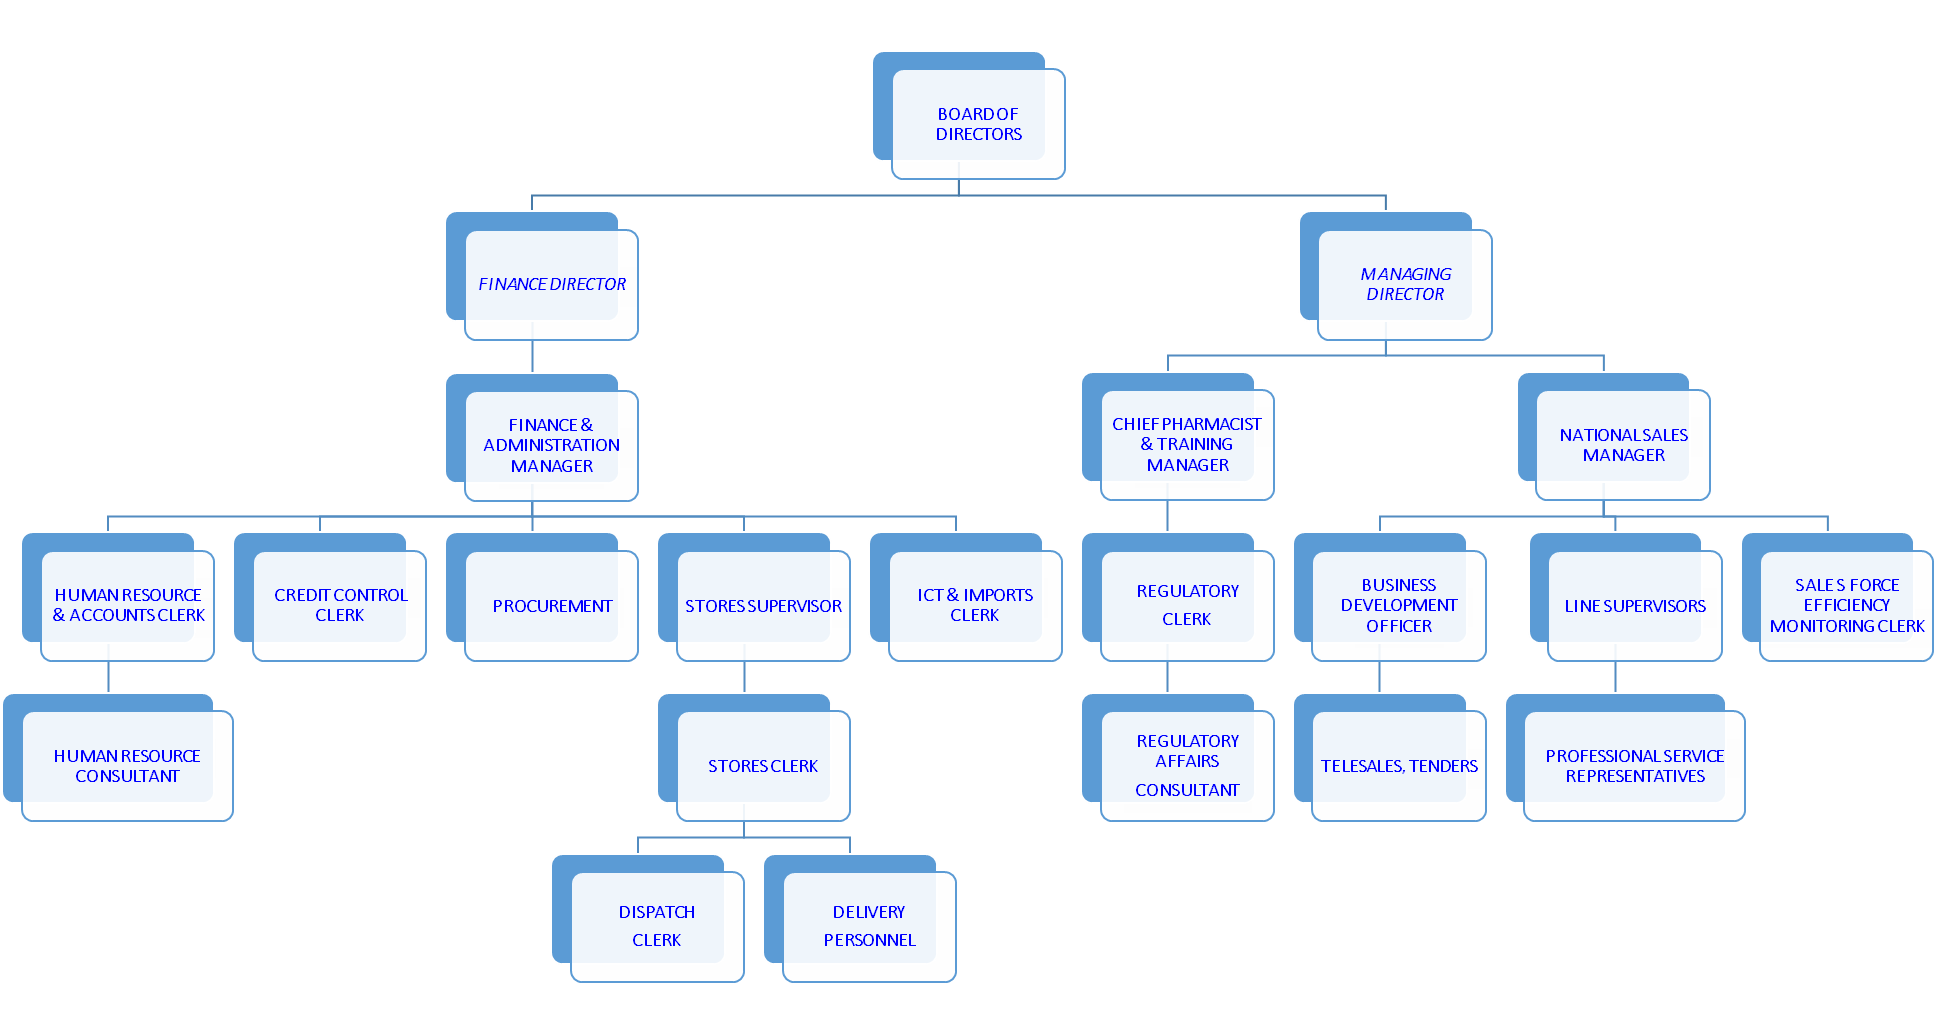 BOARD OF
DIRECTORS
FINANCE DIRECTOR
MANAGING
DIRECTOR
FINANCE &
ADMINISTRATION
MANAGER
CHIEF PHARMACIST
& TRAINING
MANAGER
NATIONAL SALES
MANAGER
HUMAN RESOURCE
& ACCOUNTS CLERK
CREDIT CONTROL
CLERK
PROCUREMENT
STORES SUPERVISOR
ICT & IMPORTS
CLERK
REGULATORY
CLERK
BUSINESS
DEVELOPMENT
OFFICER
LINE SUPERVISORS
SALES FORCE
EFFICIENCY
MONITORING CLERK
HUMAN RESOURCE
CONSULTANT
STORES CLERK
REGULATORY
AFFAIRS
CONSULTANT
TELESALES, TENDERS
PROFESSIONAL SERVICE
REPRESENTATIVES
DISPATCH
CLERK
DELIVERY
PERSONNEL